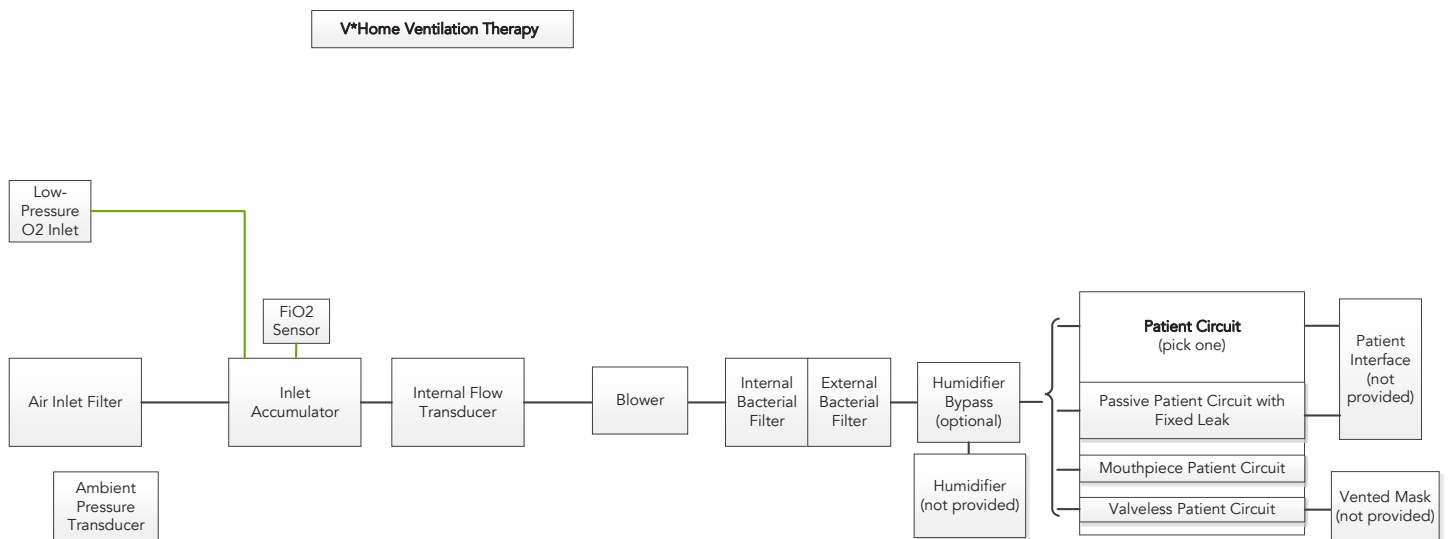 V*Home Ventilation Therapy
Low-
Pressure
O2 Inlet
FiO2
Sensor
Air Inlet Filter
Inlet
Accumulator
Internal Flow
Transducer
Blower
Internal
Bacterial
Filter
External
Bacterial
Filter
Humidifier
Bypass
(optional)
Humidifier
(not provided)
Patient Circuit
(pick one)
Passive Patient Circuit with
Fixed Leak
Mouthpiece Patient Circuit
Valveless Patient Circuit
Patient
Interface
(not
provided)
Vented Mask
(not provided)
Ambient
Pressure
Transducer